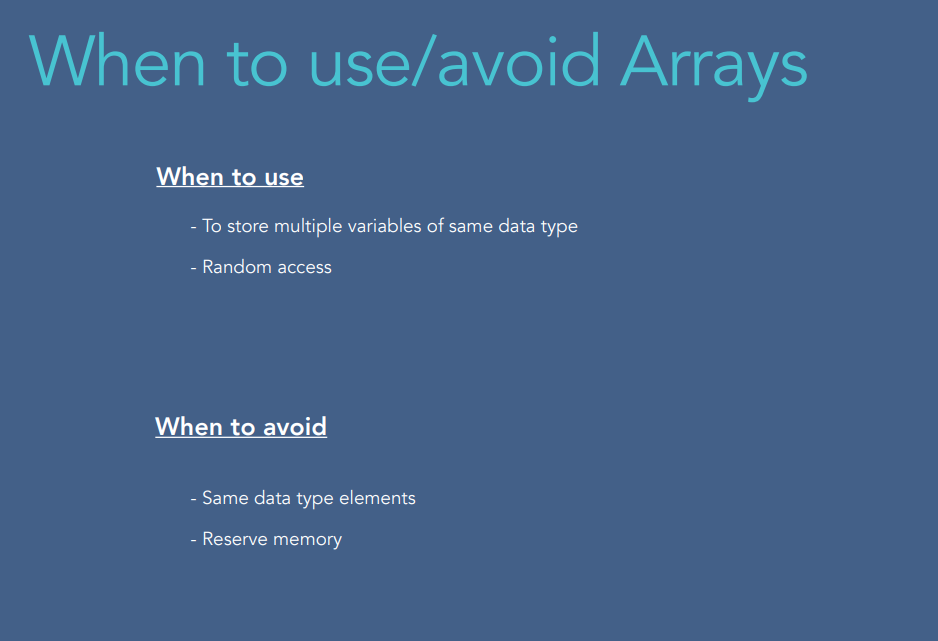 When to use/avoid Arrays
When to use
- To store multiple variables of same data type
- Random access
When to avoid
- Same data type elements
- Reserve memory